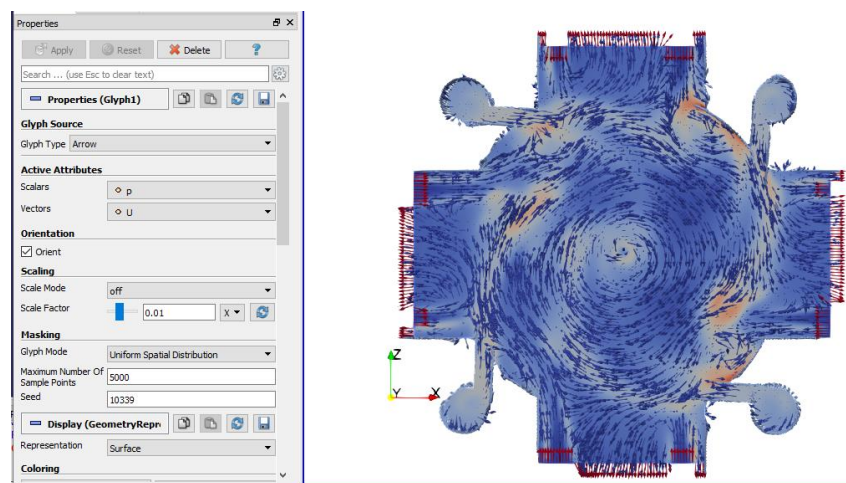 Properties
Apply Reset Delete ?
Search ... (use Esc to clear text)
Properties (Glyph1)
Glyph Source
Glyph Type Arrow
Active Attributes
Scalars p
Vectors U
Orientation
Orient
Scaling
Scale Mode off
Scale Factor 0.01 X
Masking
Glyph Mode Uniform Spatial Distribution
Maximum Number Of
Sample Points 5000
Seed 10339
Display (GeometryRepr
Representation Surface
Coloring
Z
Y X